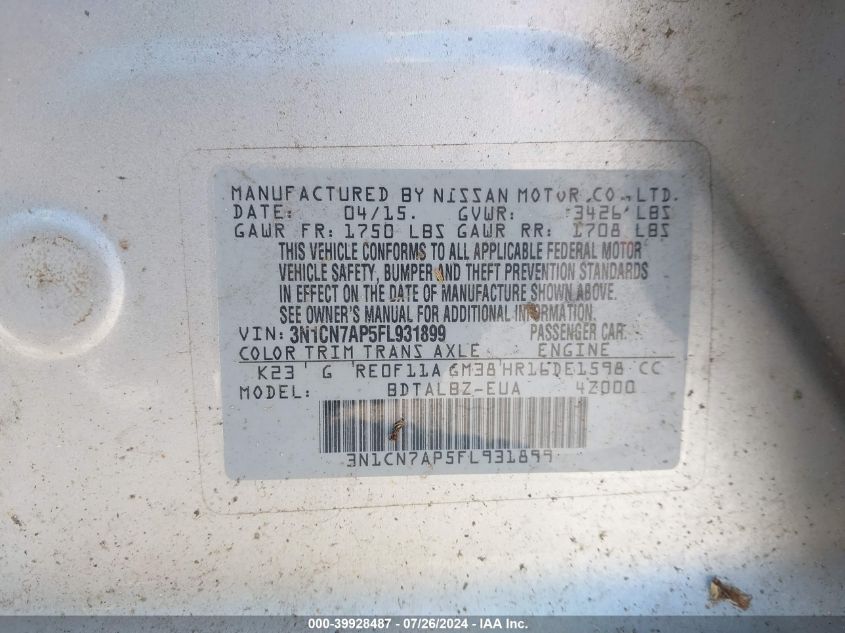 MANUFACTURED BY NISSAN MOTOR CO., LTD.
DATE: 04/15. GVWR: 3426 LBS
GAWR FR: 1750 LBS GAWR RR: 1708 LBS
THIS VEHICLE CONFORMS TO ALL APPLICABLE FEDERAL MOTOR
VEHICLE SAFETY, BUMPER AND THEFT PREVENTION STANDARDS
IN EFFECT ON THE DATE OF MANUFACTURE SHOWN ABOVE.
SEE OWNER'S MANUAL FOR ADDITIONAL INFORMATION.
VIN: 3N1CN7AP5FL931899 PASSENGER CAR
COLOR TRIM TRANS AXLE ENGINE
K23 G RE0F11A GM38 HR16DE1598 CC
MODEL: BDTALBZ-EUA 4Z000
3N1CN7AP5FL931899
000-39928487 - 07/26/2024 - IAAI.com.